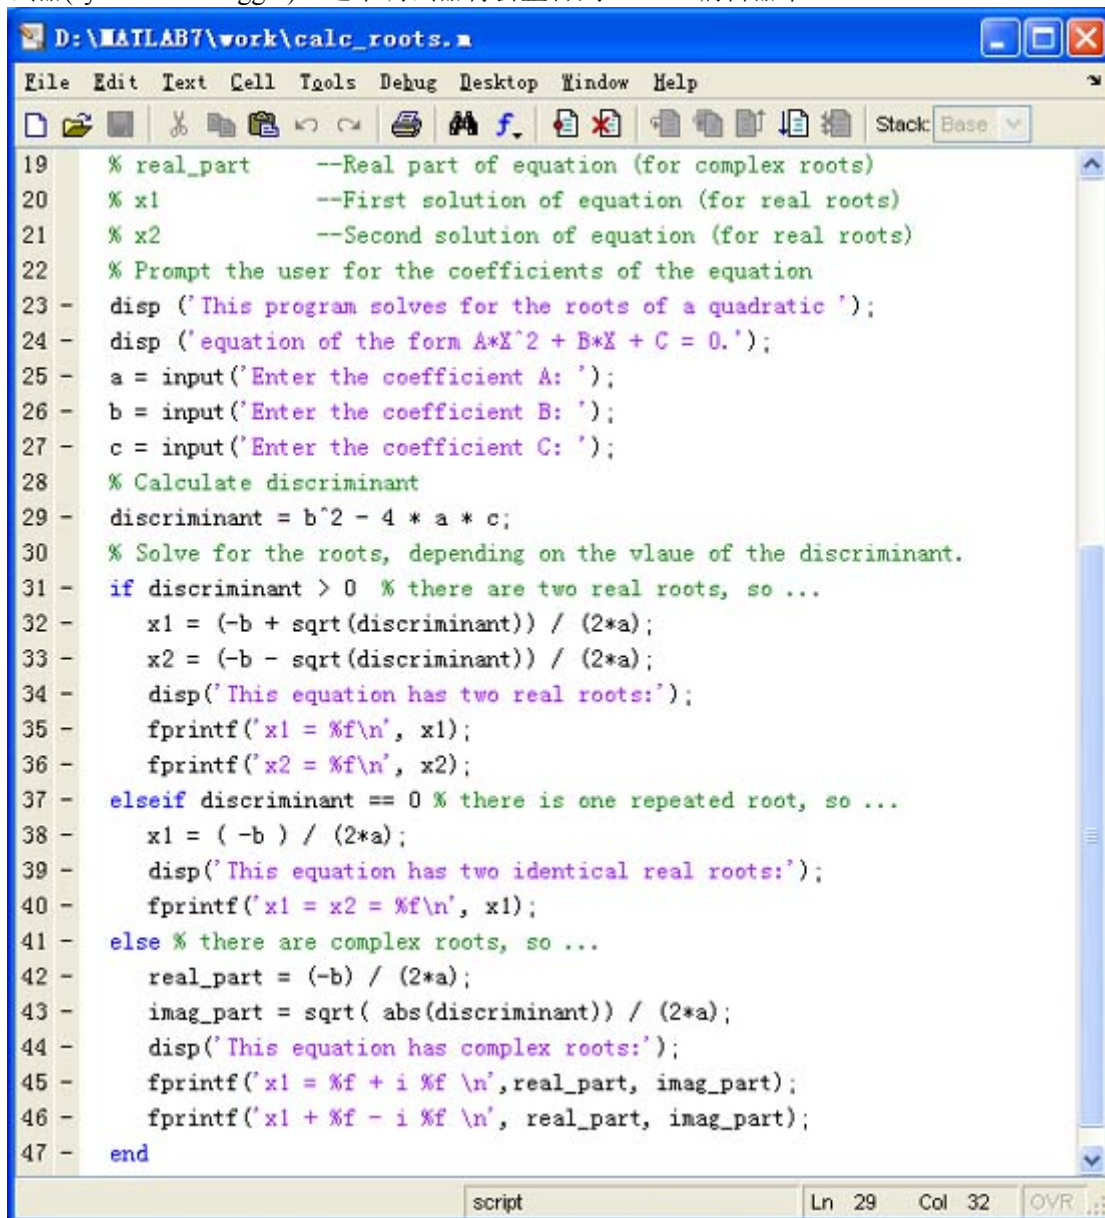 D:\MATLAB7\work\calc_roots.m
File Edit Text Cell Tools Debug Desktop Window Help
Stack: Base
19 % real_part --Real part of equation (for complex roots)
20 % x1 --First solution of equation (for real roots)
21 % x2 --Second solution of equation (for real roots)
22 % Prompt the user for the coefficients of the equation
23 - disp ('This program solves for the roots of a quadratic ');
24 - disp ('equation of the form A*X^2 + B*X + C = 0.');
25 - a = input('Enter the coefficient A: ');
26 - b = input('Enter the coefficient B: ');
27 - c = input('Enter the coefficient C: ');
28 % Calculate discriminant
29 - discriminant = b^2 - 4 * a * c;
30 % Solve for the roots, depending on the vlaue of the discriminant.
31 - if discriminant > 0 % there are two real roots, so ...
32 - x1 = (-b + sqrt(discriminant)) / (2*a);
33 - x2 = (-b - sqrt(discriminant)) / (2*a);
34 - disp('This equation has two real roots:');
35 - fprintf('x1 = %f\n', x1);
36 - fprintf('x2 = %f\n', x2);
37 - elseif discriminant == 0 % there is one repeated root, so ...
38 - x1 = ( -b ) / (2*a);
39 - disp('This equation has two identical real roots:');
40 - fprintf('x1 = x2 = %f\n', x1);
41 - else % there are complex roots, so ...
42 - real_part = (-b) / (2*a);
43 - imag_part = sqrt( abs(discriminant)) / (2*a);
44 - disp('This equation has complex roots:');
45 - fprintf('x1 = %f + i %f \n',real_part, imag_part);
46 - fprintf('x1 + %f - i %f \n', real_part, imag_part);
47 - end
script Ln 29 Col 32 OVR